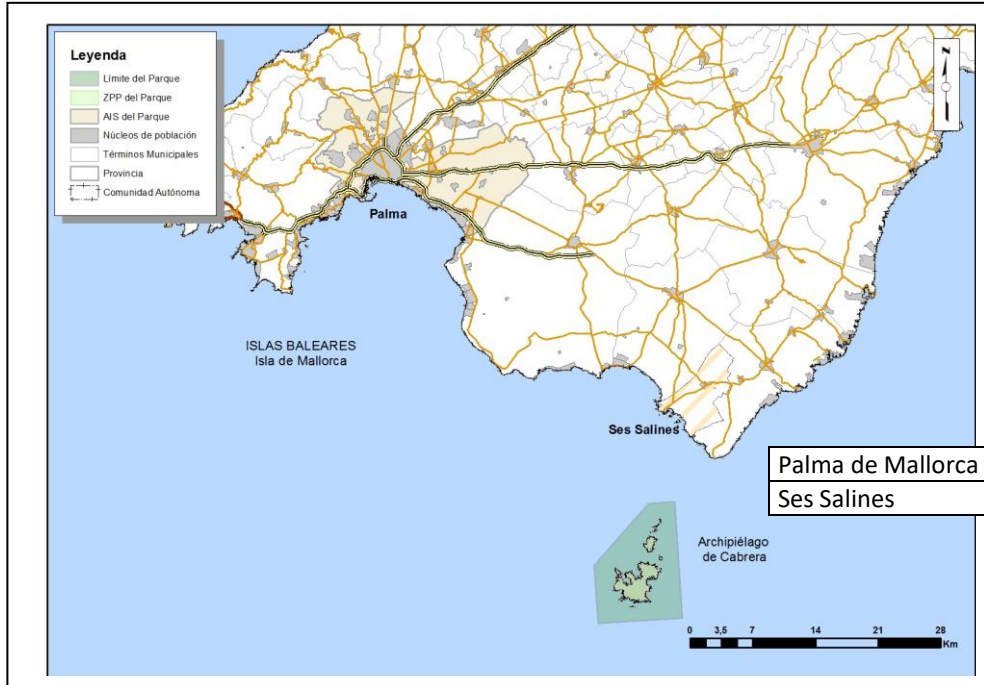 Leyenda
Límite del Parque
ZPP del Parque
AIS del Parque
Núcleos de población
Términos Municipales
Provincia
Comunidad Autónoma
N
Palma
ISLAS BALEARES
Isla de Mallorca
Ses Salines
Palma de Mallorca
Ses Salines
Archipiélago
de Cabrera
0 3,5 7 14 21 28
Km